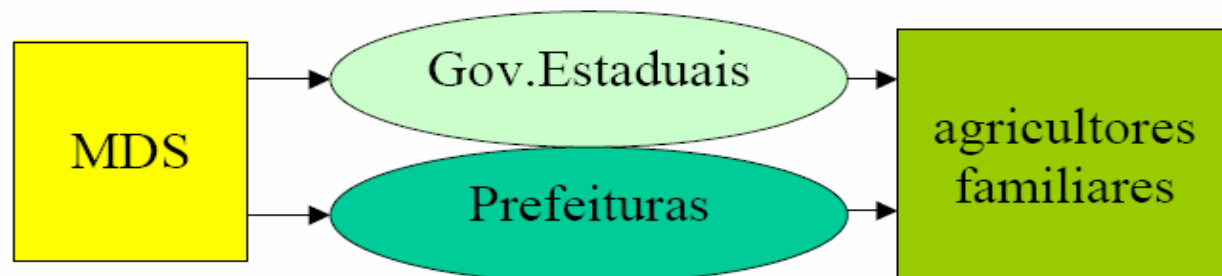 MDS
Gov.Estaduais
Prefeituras
agricultores
familiares